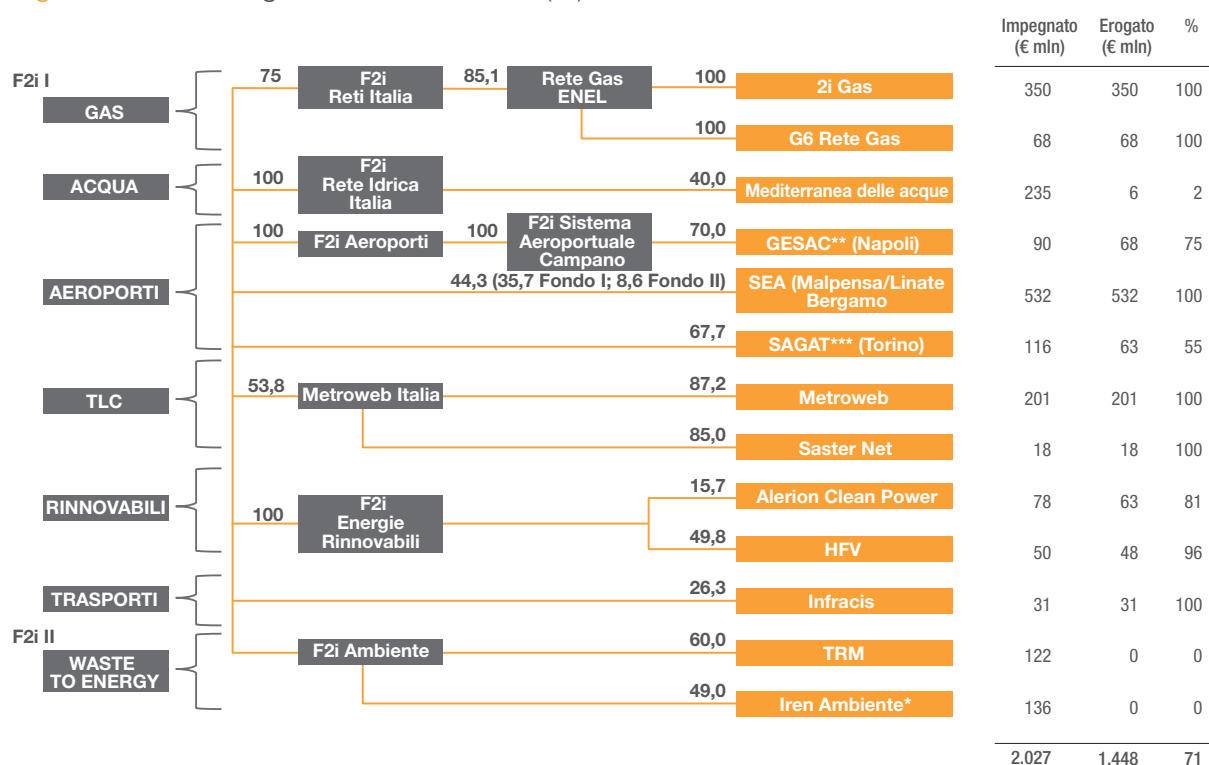 Impegnato Erogato %
(€ mln) (€ mln)
F2i I
GAS
75
F2i
Reti Italia
85,1
Rete Gas
ENEL
100
2i Gas
350 350 100
100
G6 Rete Gas
68 68 100
ACQUA
100
F2i
Rete Idrica
Italia
40,0
Mediterranea delle acque
235 6 2
AEROPORTI
100
F2i Aeroporti
100
F2i Sistema
Aeroportuale
Campano
70,0
GESAC** (Napoli)
90 68 75
44,3 (35,7 Fondo I; 8,6 Fondo II)
SEA (Malpensa/Linate
Bergamo
532 532 100
67,7
SAGAT*** (Torino)
116 63 55
TLC
53,8
Metroweb Italia
87,2
Metroweb
201 201 100
85,0
Saster Net
18 18 100
RINNOVABILI
100
F2i
Energie
Rinnovabili
15,7
Alerion Clean Power
78 63 81
49,8
HFV
50 48 96
TRASPORTI
26,3
Infracis
31 31 100
F2i II
WASTE
TO ENERGY
F2i Ambiente
60,0
TRM
122 0 0
49,0
Iren Ambiente*
136 0 0
2.027 1.448 71